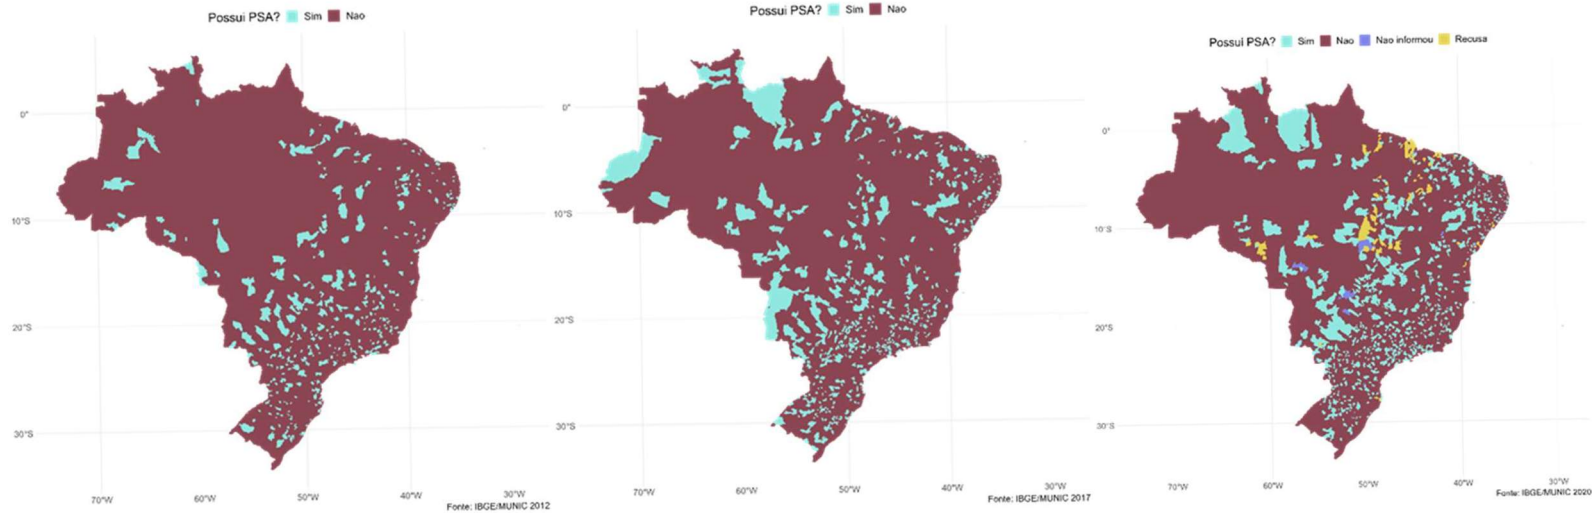 Possui PSA? Sim Nao
0°
10°S
20°S
30°S
70°W 60°W 50°W 40°W 30°W
Fonte: IBGE/MUNIC 2012
Possui PSA? Sim Nao
0°
10°S
20°S
30°S
70°W 60°W 50°W 40°W 30°W
Fonte: IBGE/MUNIC 2017
Possui PSA? Sim Nao Nao informou Recusa
0°
10°S
20°S
30°S
70°W 60°W 50°W 40°W 30°W
Fonte: IBGE/MUNIC 2020